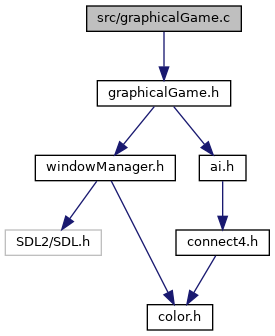 src/graphicalGame.c
graphicalGame.h
windowManager.h
ai.h
SDL2/SDL.h
connect4.h
color.h